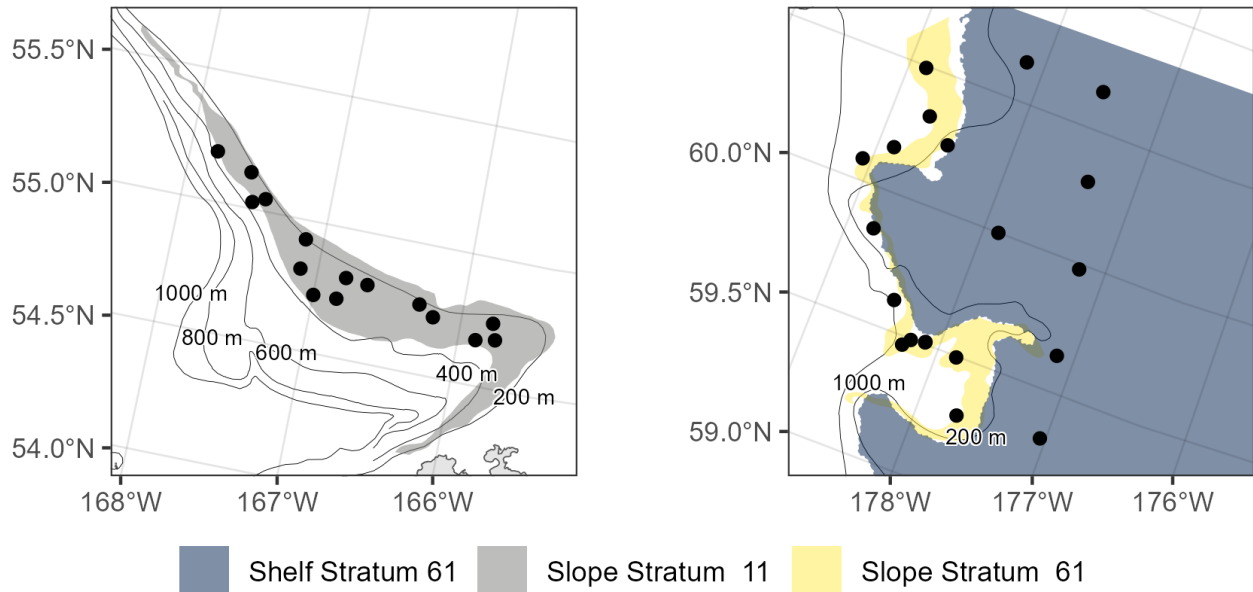 55.5°N
55.0°N
54.5°N
54.0°N
168°W
167°W
166°W
1000 m
800 m
600 m
400 m
200 m
60.0°N
59.5°N
59.0°N
178°W
177°W
176°W
1000 m
200 m
Shelf Stratum 61
Slope Stratum 11
Slope Stratum 61